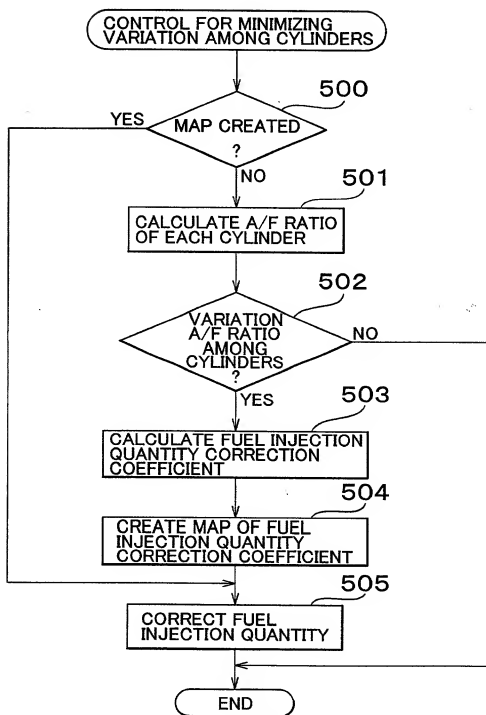 CONTROL FOR MINIMIZING
VARIATION AMONG CYLINDERS
500
YES
MAP CREATED
?
NO
501
CALCULATE A/F RATIO
OF EACH CYLINDER
502
VARIATION
A/F RATIO
AMONG
CYLINDERS
?
NO
YES
503
CALCULATE FUEL INJECTION
QUANTITY CORRECTION
COEFFICIENT
504
CREATE MAP OF FUEL
INJECTION QUANTITY
CORRECTION COEFFICIENT
505
CORRECT FUEL
INJECTION QUANTITY
END